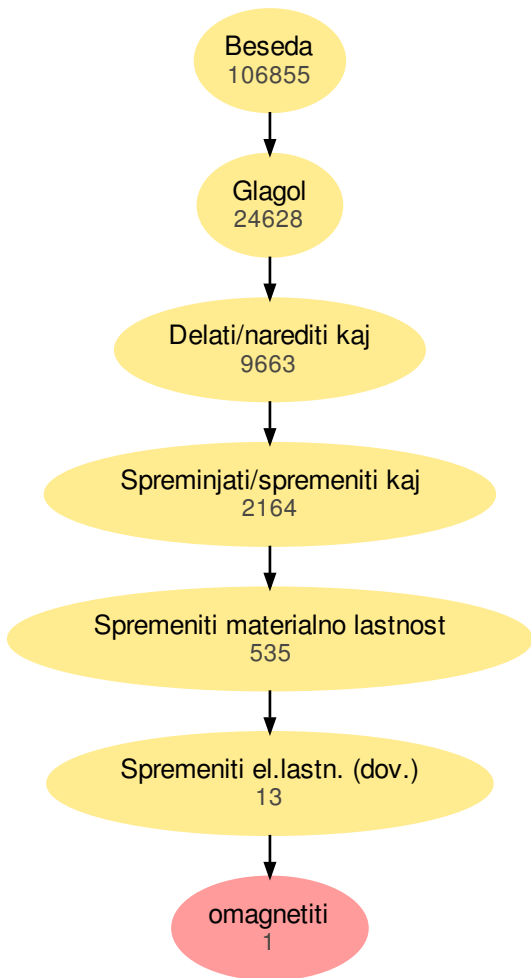 Beseda
106855
Glagol
24628
Delati/narediti kaj
9663
Spreminjati/spremeniti kaj
2164
Spremeniti materialno lastnost
535
Spremeniti el.lastn. (dov.)
13
omagnetiti
1